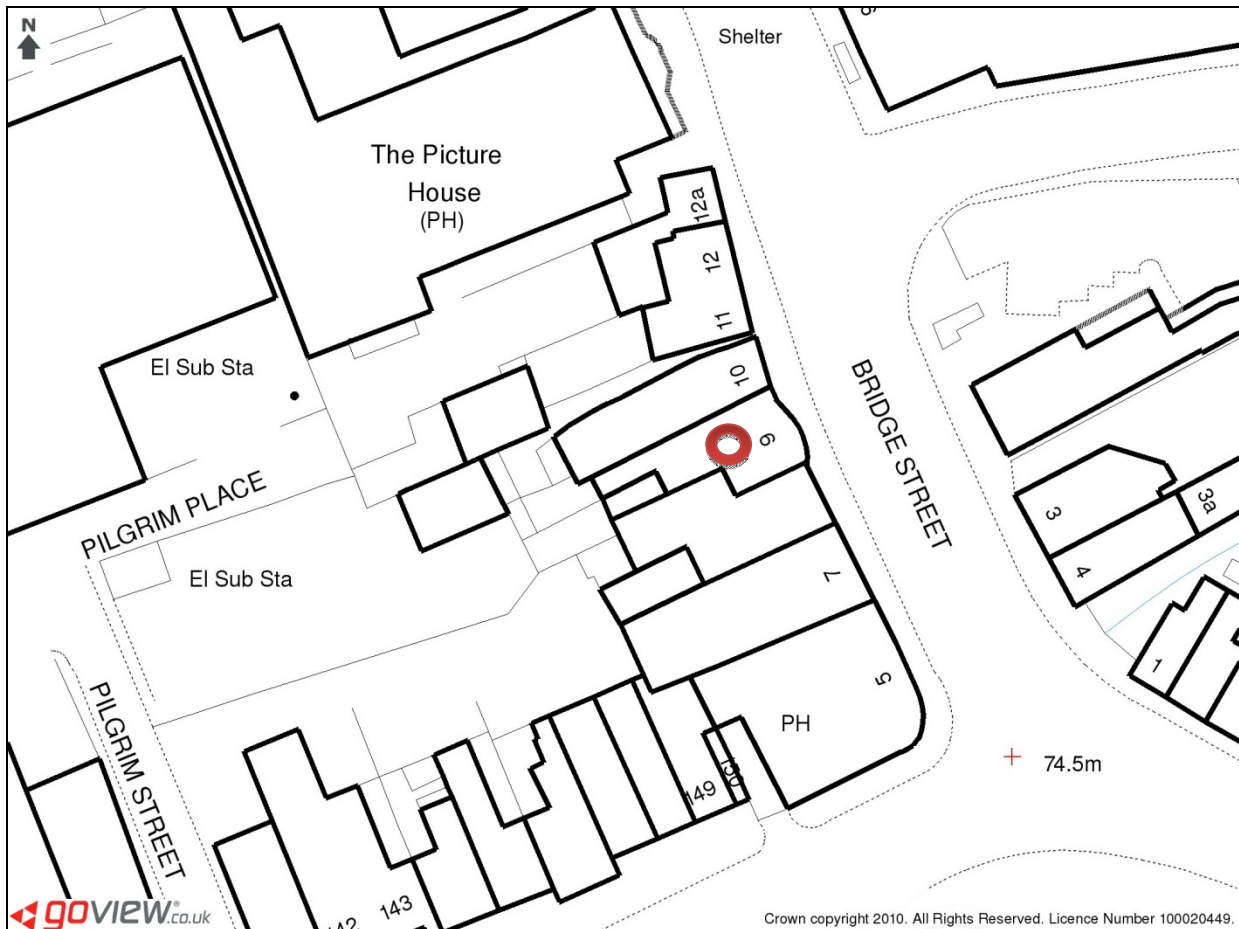 N
Shelter
The Picture
House
(PH)
12a
12
11
10
9
El Sub Sta
PILGRIM PLACE
El Sub Sta
BRIDGE STREET
3
3a
4
7
1
5
PH
PILGRIM STREET
74.5m
150
149
143
142
goview.co.uk
Crown copyright 2010. All Rights Reserved. Licence Number 100020449.